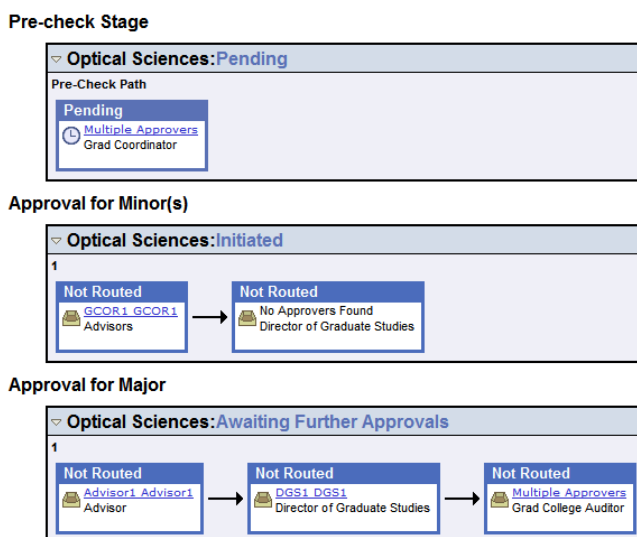 Pre-check Stage
Optical Sciences:Pending
Pre-Check Path
Pending
Multiple Approvers
Grad Coordinator
Approval for Minor(s)
Optical Sciences:Initiated
1
Not Routed
GCOR1 GCOR1
Advisors
Not Routed
No Approvers Found
Director of Graduate Studies
Approval for Major
Optical Sciences:Awaiting Further Approvals
1
Not Routed
Advisor1 Advisor1
Advisor
Not Routed
DGS1 DGS1
Director of Graduate Studies
Not Routed
Multiple Approvers
Grad College Auditor